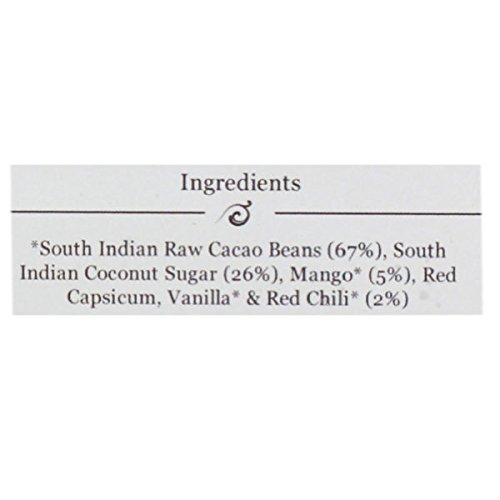 Ingredients
*South Indian Raw Cacao Beans (67%), South
Indian Coconut Sugar (26%), Mango* (5%), Red
Capsicum, Vanilla* & Red Chili* (2%)